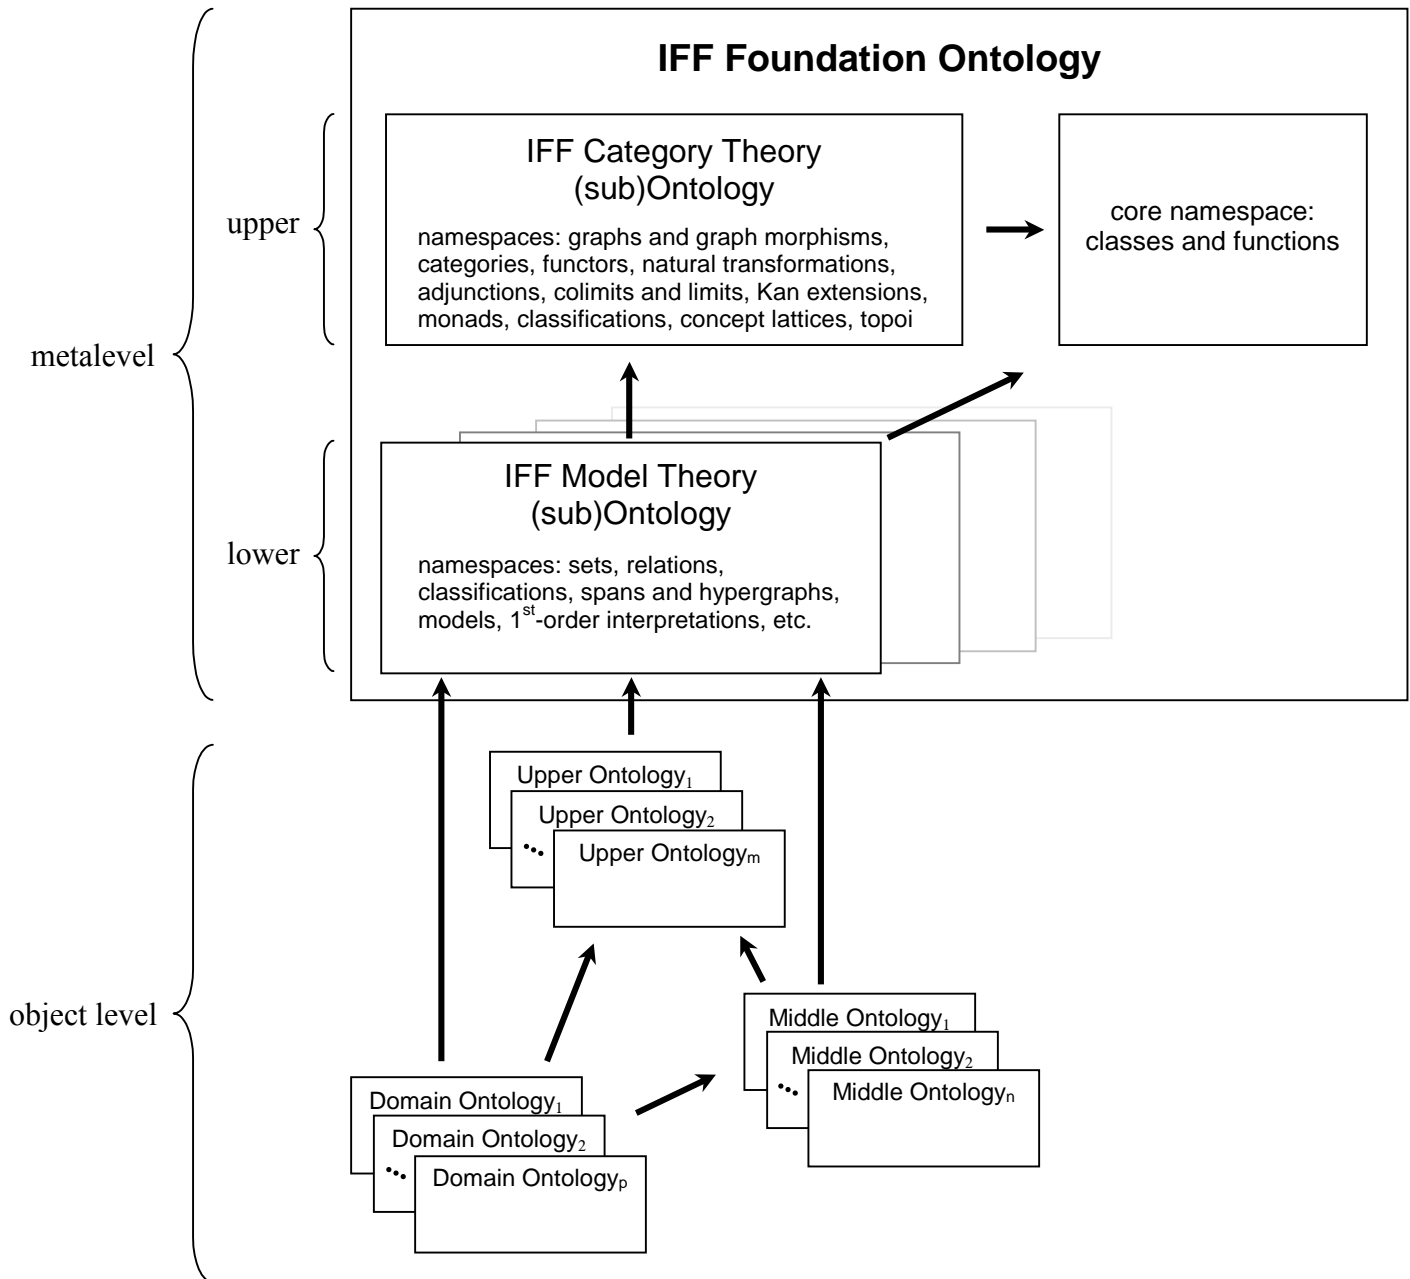 IFF Foundation Ontology
IFF Category Theory
(sub)Ontology
namespaces: graphs and graph morphisms,
categories, functors, natural transformations,
adjunctions, colimits and limits, Kan extensions,
monads, classifications, concept lattices, topoi
core namespace:
classes and functions
upper
metalevel
IFF Model Theory
(sub)Ontology
namespaces: sets, relations,
classifications, spans and hypergraphs,
models, 1st-order interpretations, etc.
lower
Upper Ontology1
Upper Ontology2
Upper Ontologym
object level
Middle Ontology1
Middle Ontology2
Middle Ontologyn
Domain Ontology1
Domain Ontology2
Domain Ontologyp